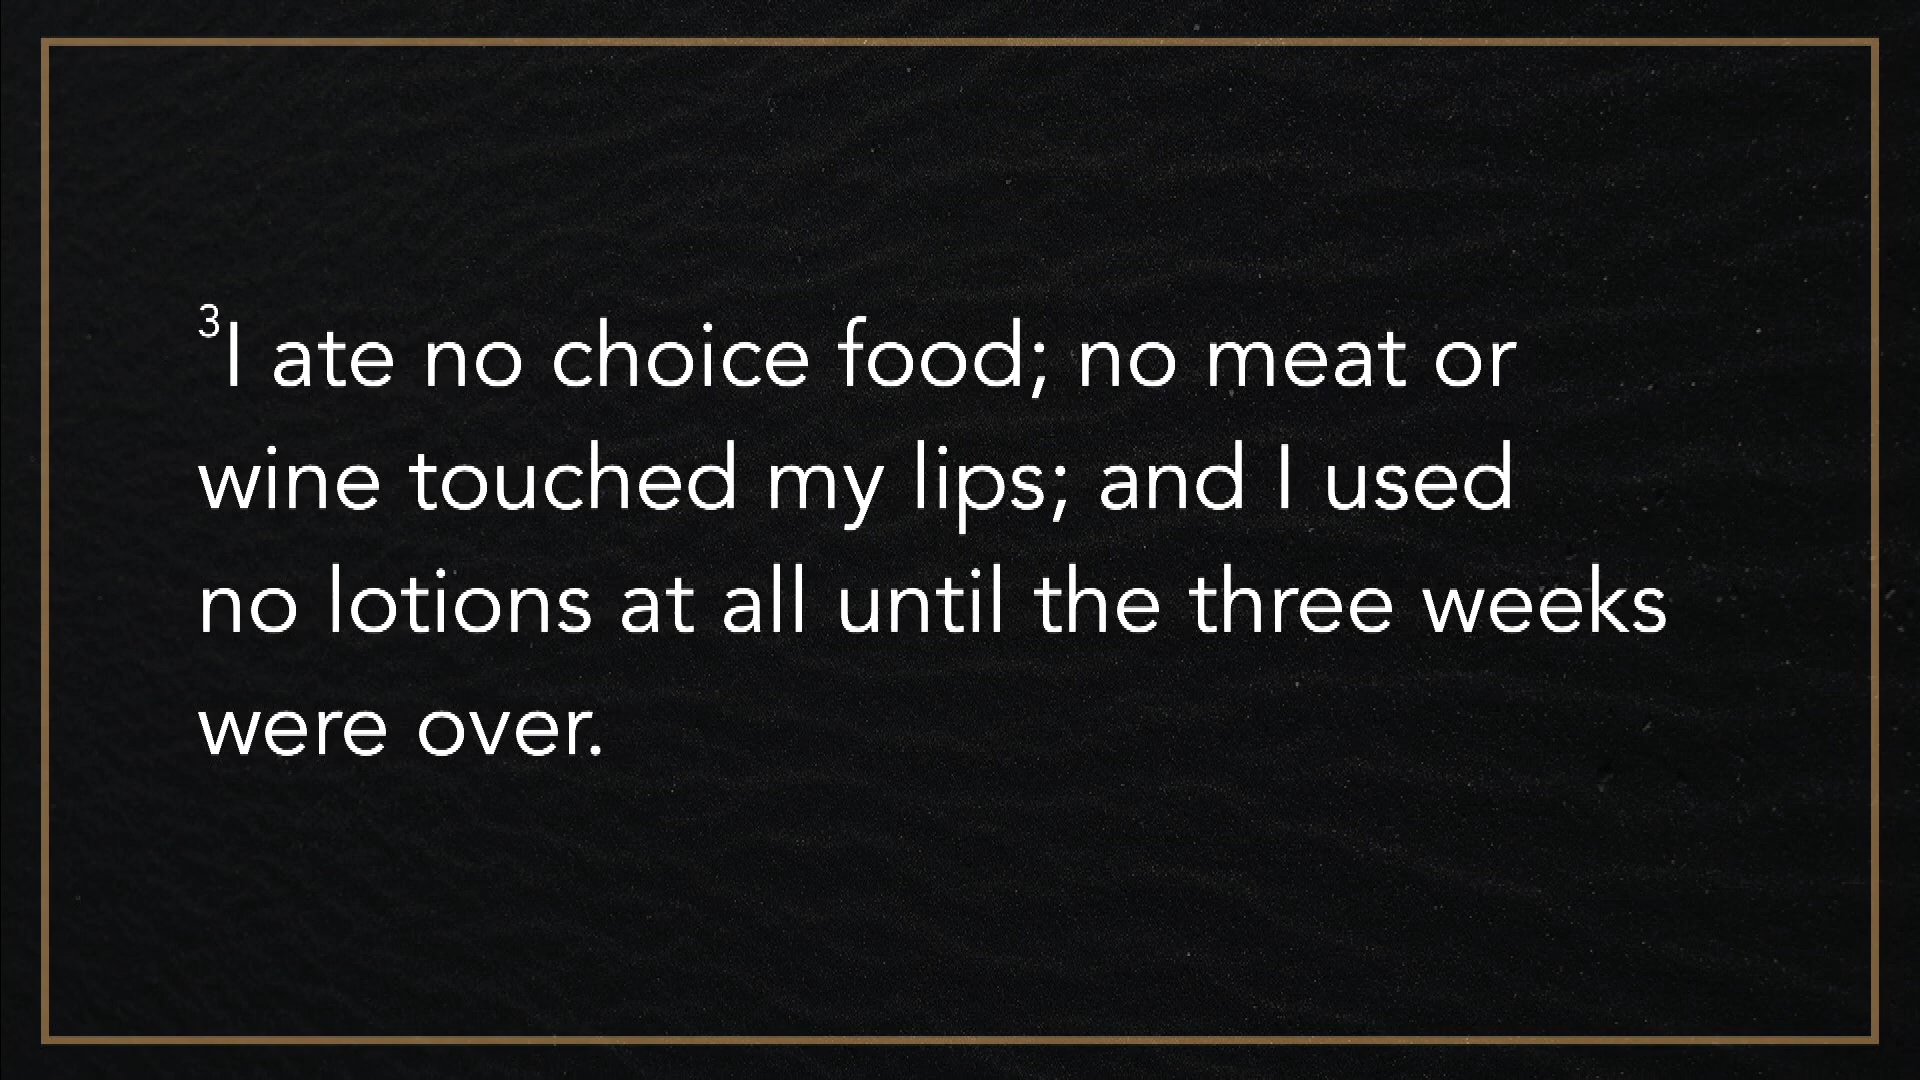 ³I ate no choice food; no meat or
wine touched my lips; and I used
no lotions at all until the three weeks
were over.